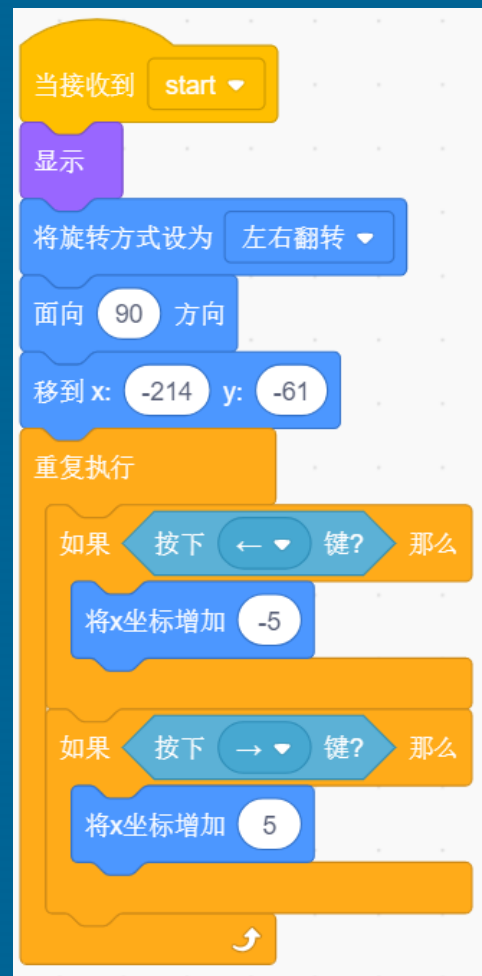 当接收到 start
显示
将旋转方式设为 左右翻转
面向 90 方向
移到 x: -214 y: -61
重复执行
如果 按下 ← 键? 那么
将x坐标增加 -5
如果 按下 → 键? 那么
将x坐标增加 5